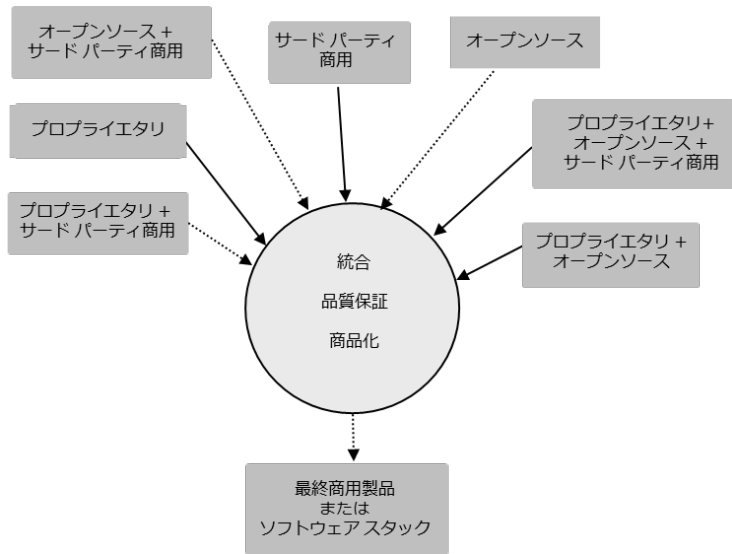 オープンソース +
サード パーティ商用
サード パーティ
商用
オープンソース
プロプライエタリ
プロプライエタリ+
オープンソース +
サード パーティ商用
プロプライエタリ +
サード パーティ商用
プロプライエタリ +
オープンソース
統合
品質保証
商品化
最終商用製品
または
ソフトウェア スタック